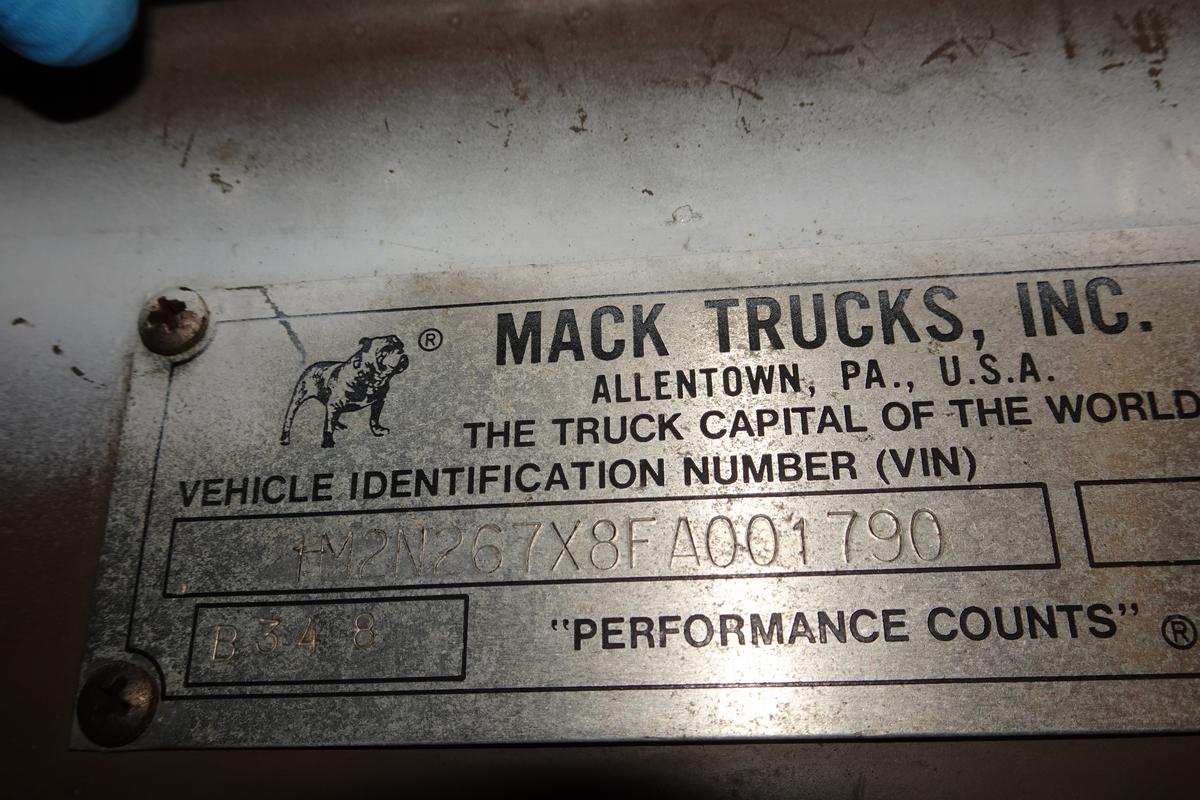 ®
MACK TRUCKS, INC.
ALLENTOWN, PA., U.S.A.
THE TRUCK CAPITAL OF THE WORLD
VEHICLE IDENTIFICATION NUMBER (VIN)
1M2N267X8FA001790
B348
"PERFORMANCE COUNTS" ®